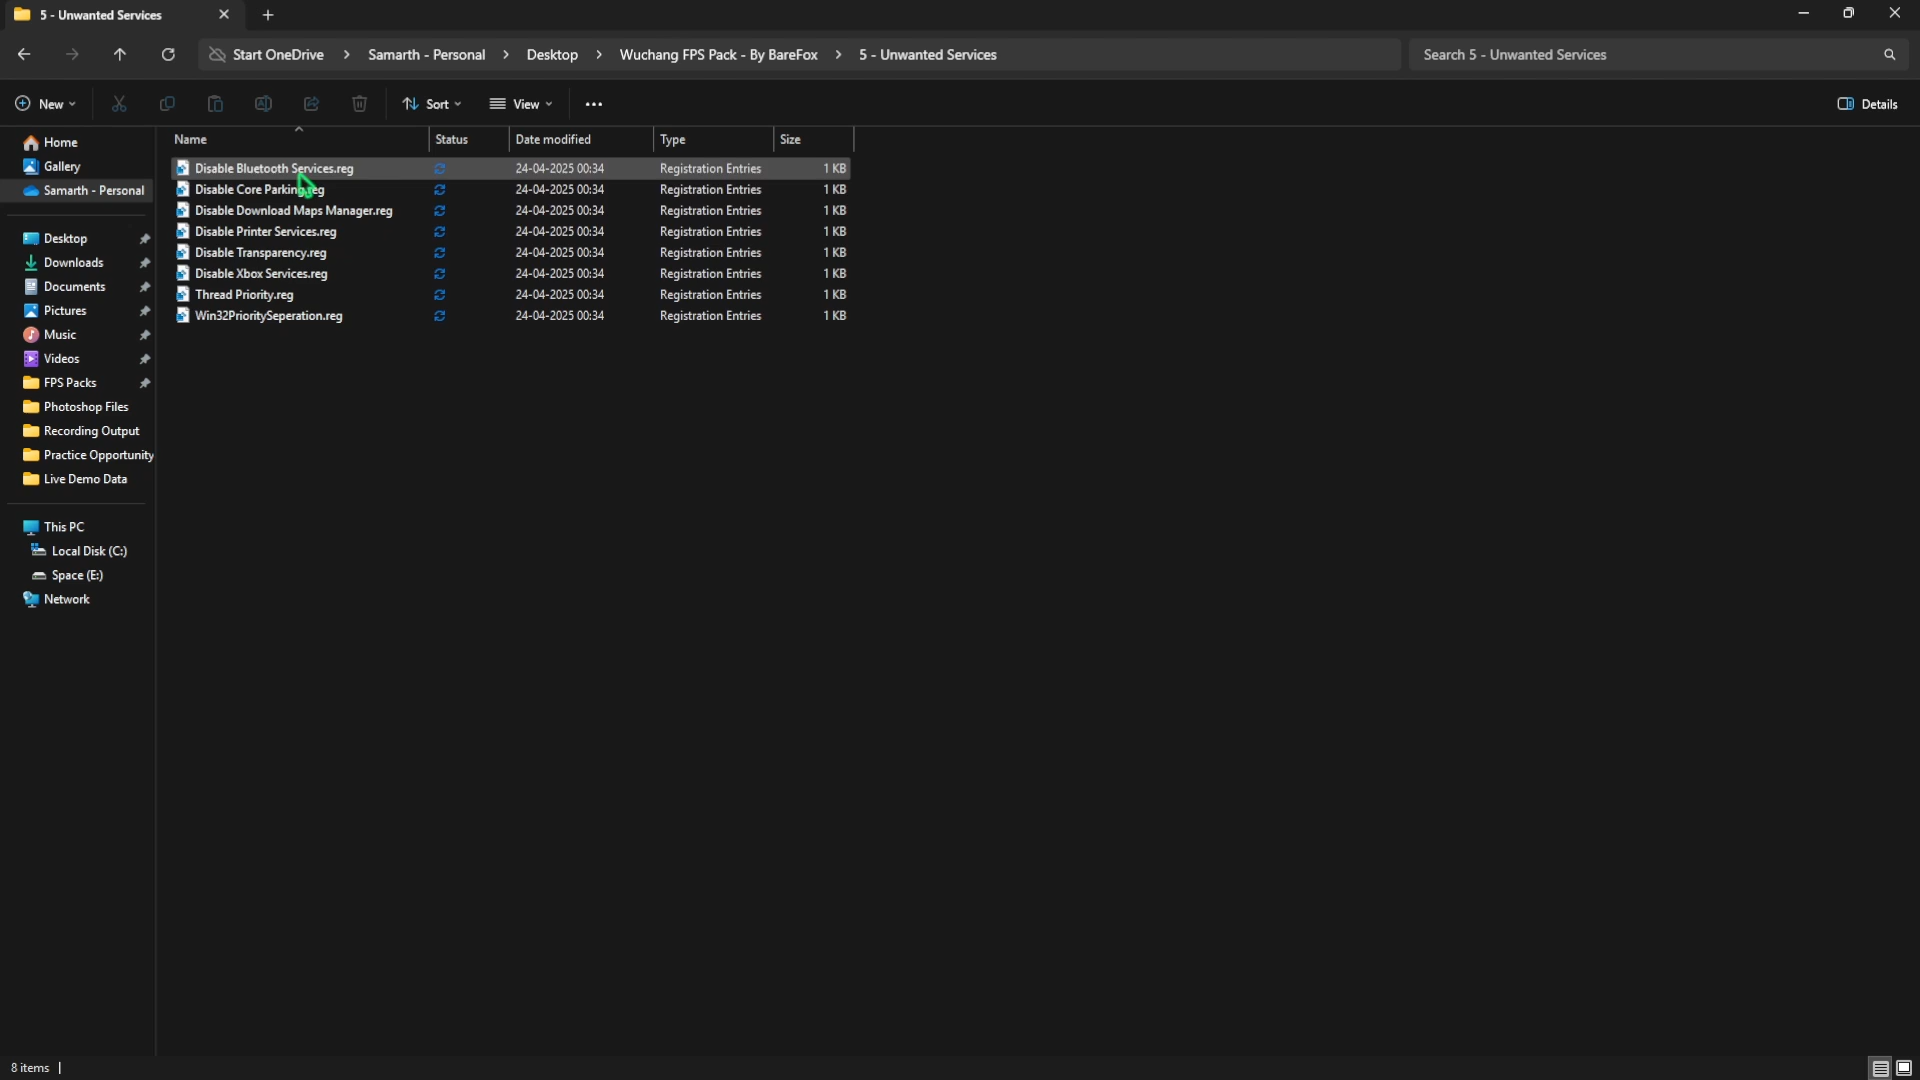 5 - Unwanted Services
Start OneDrive > Samarth - Personal > Desktop > Wuchang FPS Pack - By BareFox > 5 - Unwanted Services
Search 5 - Unwanted Services
New
Sort
View
Details
Home
Gallery
Samarth - Personal
Desktop
Downloads
Documents
Pictures
Music
Videos
FPS Packs
Photoshop Files
Recording Output
Practice Opportunity
Live Demo Data
This PC
Local Disk (C:)
Space (E:)
Network
Name Status Date modified Type Size
Disable Bluetooth Services.reg 24-04-2025 00:34 Registration Entries 1 KB
Disable Core Parking.reg 24-04-2025 00:34 Registration Entries 1 KB
Disable Download Maps Manager.reg 24-04-2025 00:34 Registration Entries 1 KB
Disable Printer Services.reg 24-04-2025 00:34 Registration Entries 1 KB
Disable Transparency.reg 24-04-2025 00:34 Registration Entries 1 KB
Disable Xbox Services.reg 24-04-2025 00:34 Registration Entries 1 KB
Thread Priority.reg 24-04-2025 00:34 Registration Entries 1 KB
Win32PrioritySeperation.reg 24-04-2025 00:34 Registration Entries 1 KB
8 items